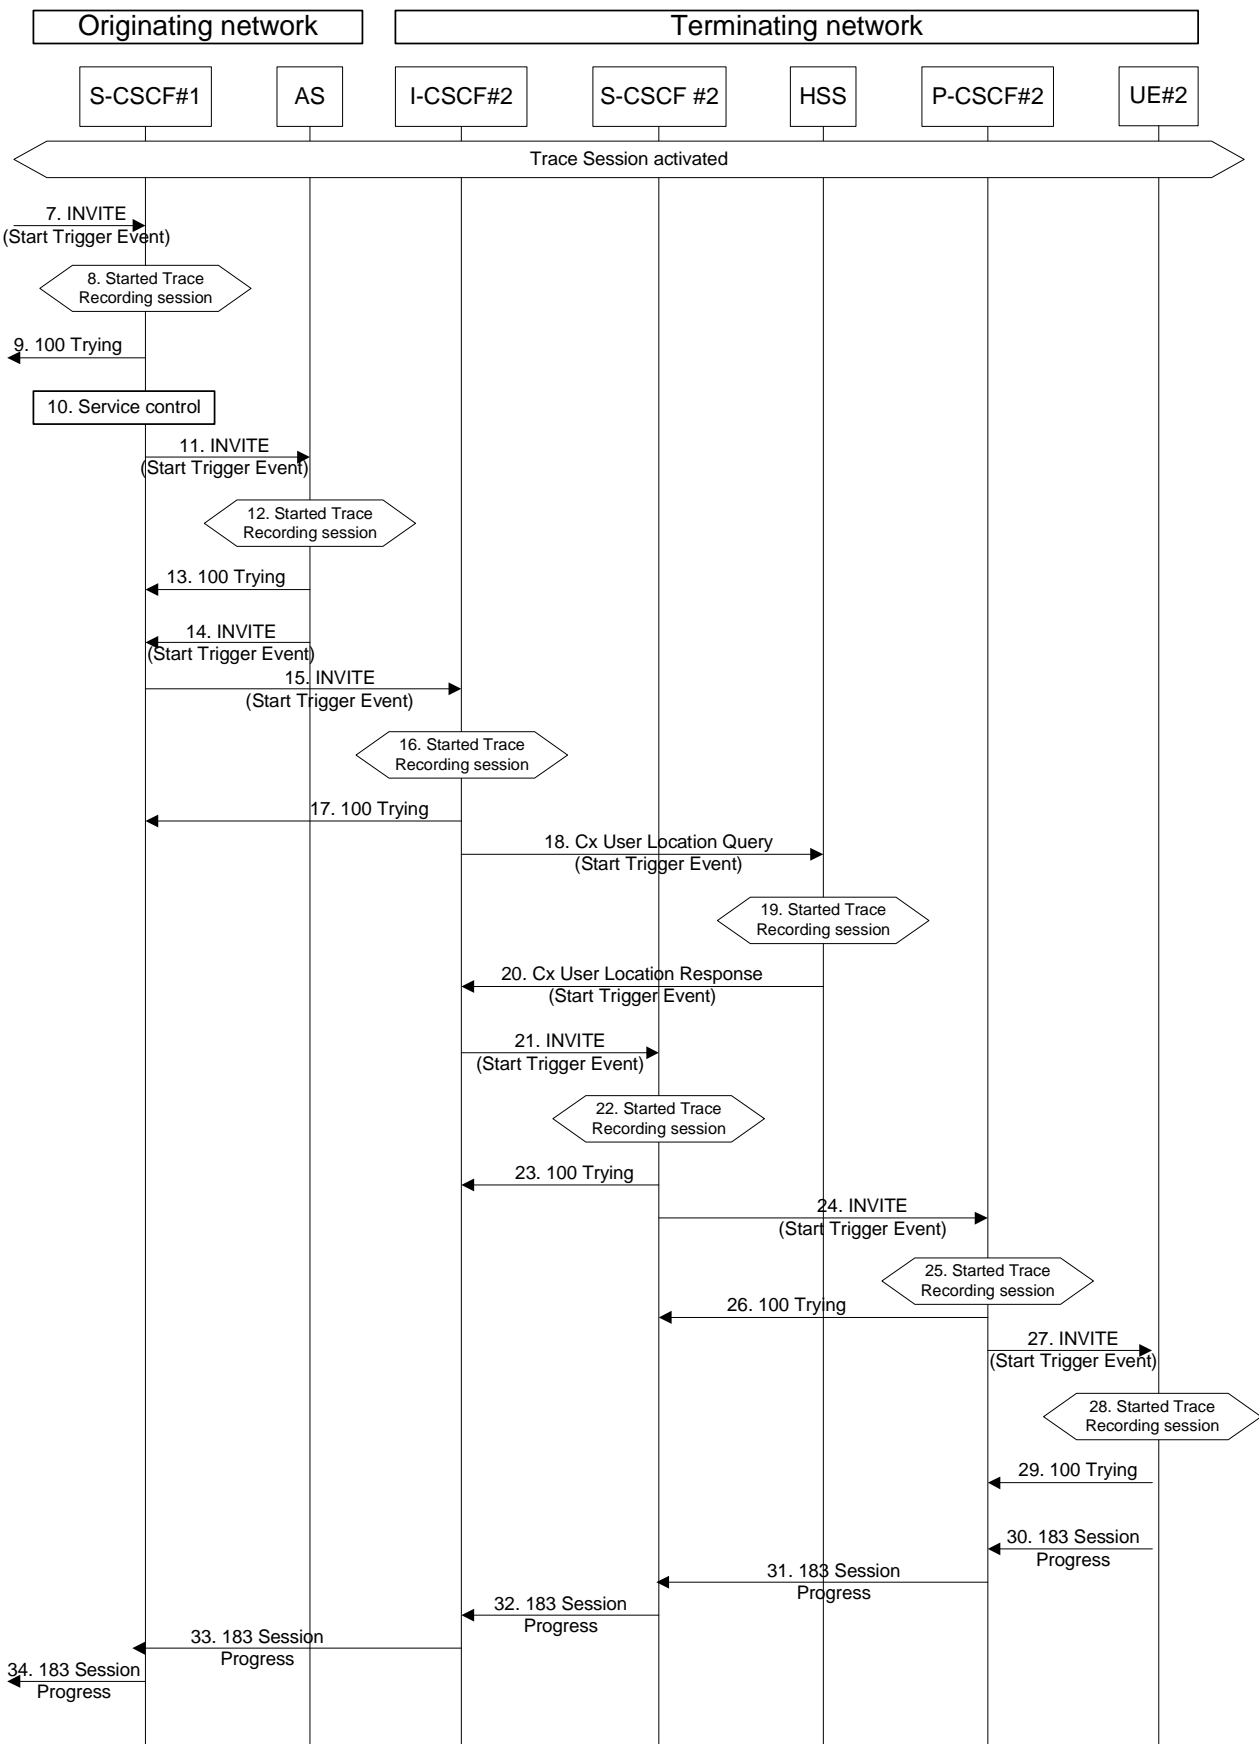 Originating network
Terminating network
S-CSCF#1
AS
I-CSCF#2
S-CSCF #2
HSS
P-CSCF#2
UE#2
Trace Session activated
7. INVITE
(Start Trigger Event)
8. Started Trace
Recording session
9. 100 Trying
10. Service control
11. INVITE
(Start Trigger Event)
12. Started Trace
Recording session
13. 100 Trying
14. INVITE
(Start Trigger Event)
15. INVITE
(Start Trigger Event)
16. Started Trace
Recording session
17. 100 Trying
18. Cx User Location Query
(Start Trigger Event)
19. Started Trace
Recording session
20. Cx User Location Response
(Start Trigger Event)
21. INVITE
(Start Trigger Event)
22. Started Trace
Recording session
23. 100 Trying
24. INVITE
(Start Trigger Event)
25. Started Trace
Recording session
26. 100 Trying
27. INVITE
(Start Trigger Event)
28. Started Trace
Recording session
29. 100 Trying
30. 183 Session
Progress
31. 183 Session
Progress
32. 183 Session
Progress
33. 183 Session
Progress
34. 183 Session
Progress